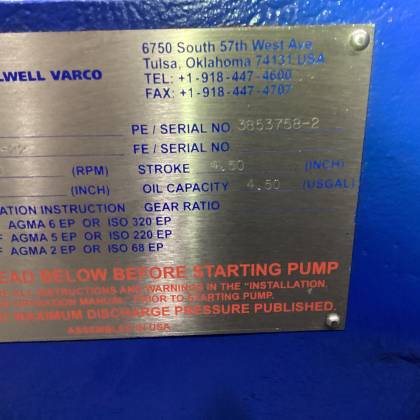 LWELL VARCO
6750 South 57th West Ave
Tulsa, Oklahoma 74131 USA
TEL: +1-918-447-4600
FAX: +1-918-447-4707
PE / SERIAL NO 3853758-2
FE / SERIAL NO
(RPM) STROKE 4.50 (INCH)
(INCH) OIL CAPACITY 4.50 (USGAL)
ATION INSTRUCTION GEAR RATIO
F AGMA 6 EP OR ISO 320 EP
F AGMA 5 EP OR ISO 220 EP
F AGMA 2 EP OR ISO 68 EP
EAD BELOW BEFORE STARTING PUMP
ALL INSTRUCTIONS AND WARNINGS IN THE "INSTALLATION,
OPERATION MANUAL" PRIOR TO STARTING PUMP.
MAXIMUM DISCHARGE PRESSURE PUBLISHED.
ASSEMBLED IN USA